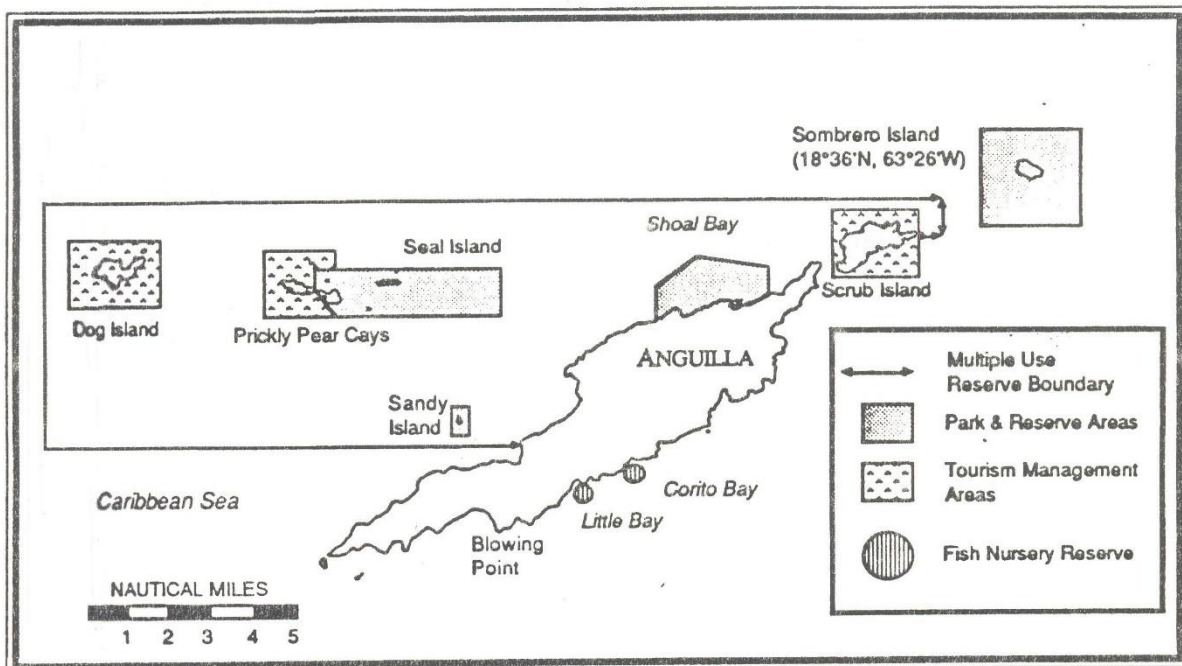 Sombrero Island
(18°36'N, 63°26'W)
Shoal Bay
Seal Island
Dog Island
Prickly Pear Cays
Scrub Island
ANGUILLA
Sandy
Island
Caribbean Sea
Corito Bay
Little Bay
Blowing
Point
NAUTICAL MILES
1 2 3 4 5
Multiple Use
Reserve Boundary
Park & Reserve Areas
Tourism Management
Areas
Fish Nursery Reserve